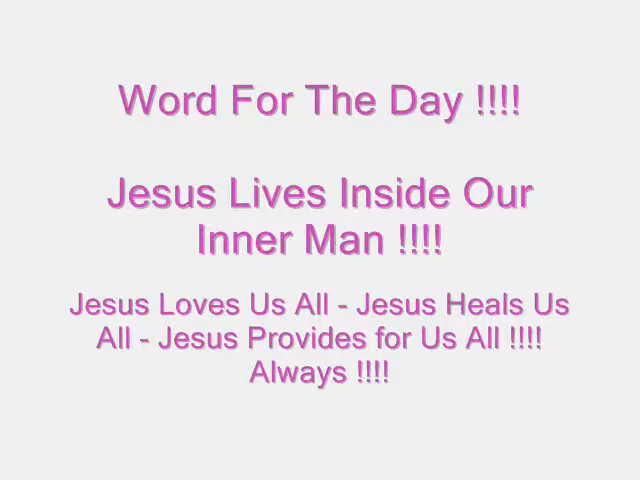 Word For The Day !!!!
Jesus Lives Inside Our
Inner Man !!!!
Jesus Loves Us All - Jesus Heals Us
All - Jesus Provides for Us All !!!!
Always !!!!